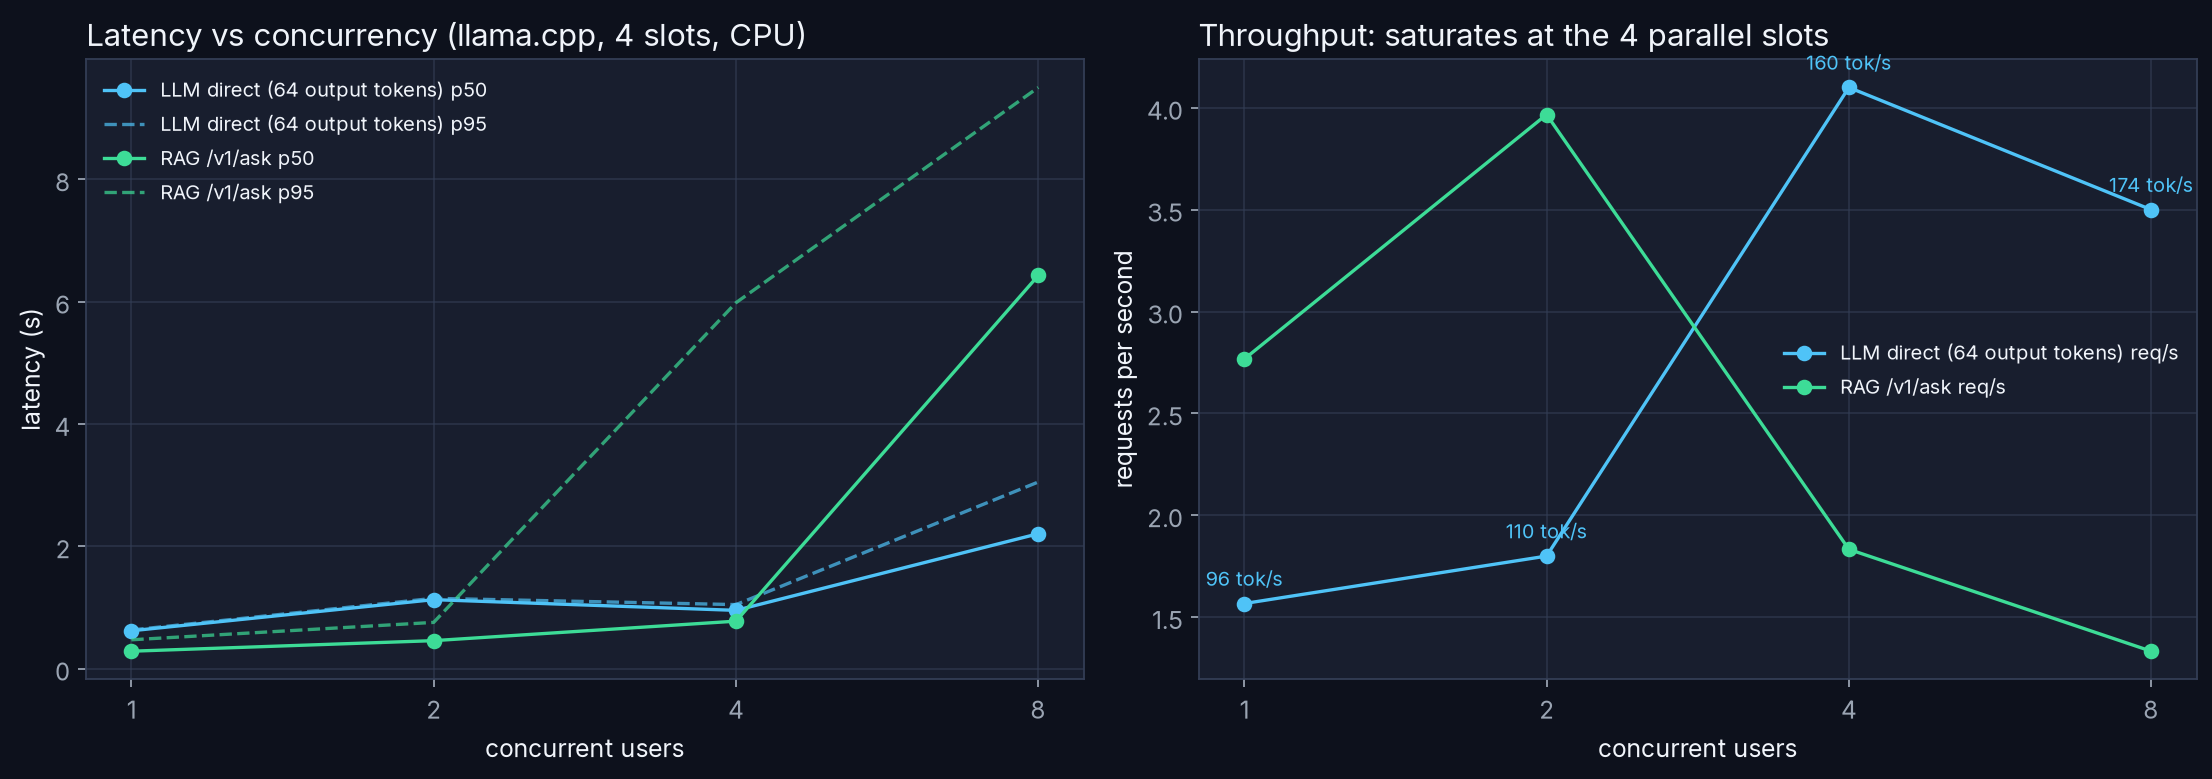 Latency vs concurrency (llama.cpp, 4 slots, CPU)
LLM direct (64 output tokens) p50
LLM direct (64 output tokens) p95
RAG /v1/ask p50
RAG /v1/ask p95
8
6
4
2
0
latency (s)
1
2
4
8
concurrent users
Throughput: saturates at the 4 parallel slots
160 tok/s
174 tok/s
110 tok/s
96 tok/s
LLM direct (64 output tokens) req/s
RAG /v1/ask req/s
4.0
3.5
3.0
2.5
2.0
1.5
requests per second
1
2
4
8
concurrent users